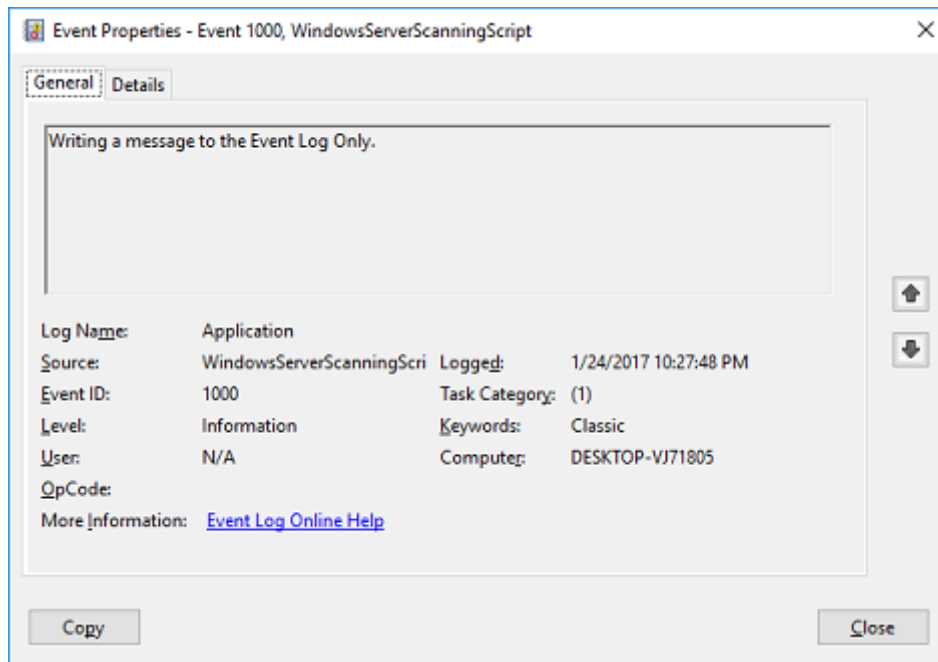 Event Properties - Event 1000, WindowsServerScanningScript
General Details
Writing a message to the Event Log Only.
Log Name: Application
Source: WindowsServerScanningScri Logged: 1/24/2017 10:27:48 PM
Event ID: 1000 Task Category: (1)
Level: Information Keywords: Classic
User: N/A Computer: DESKTOP-VJ71805
OpCode:
More Information: Event Log Online Help
Copy Close